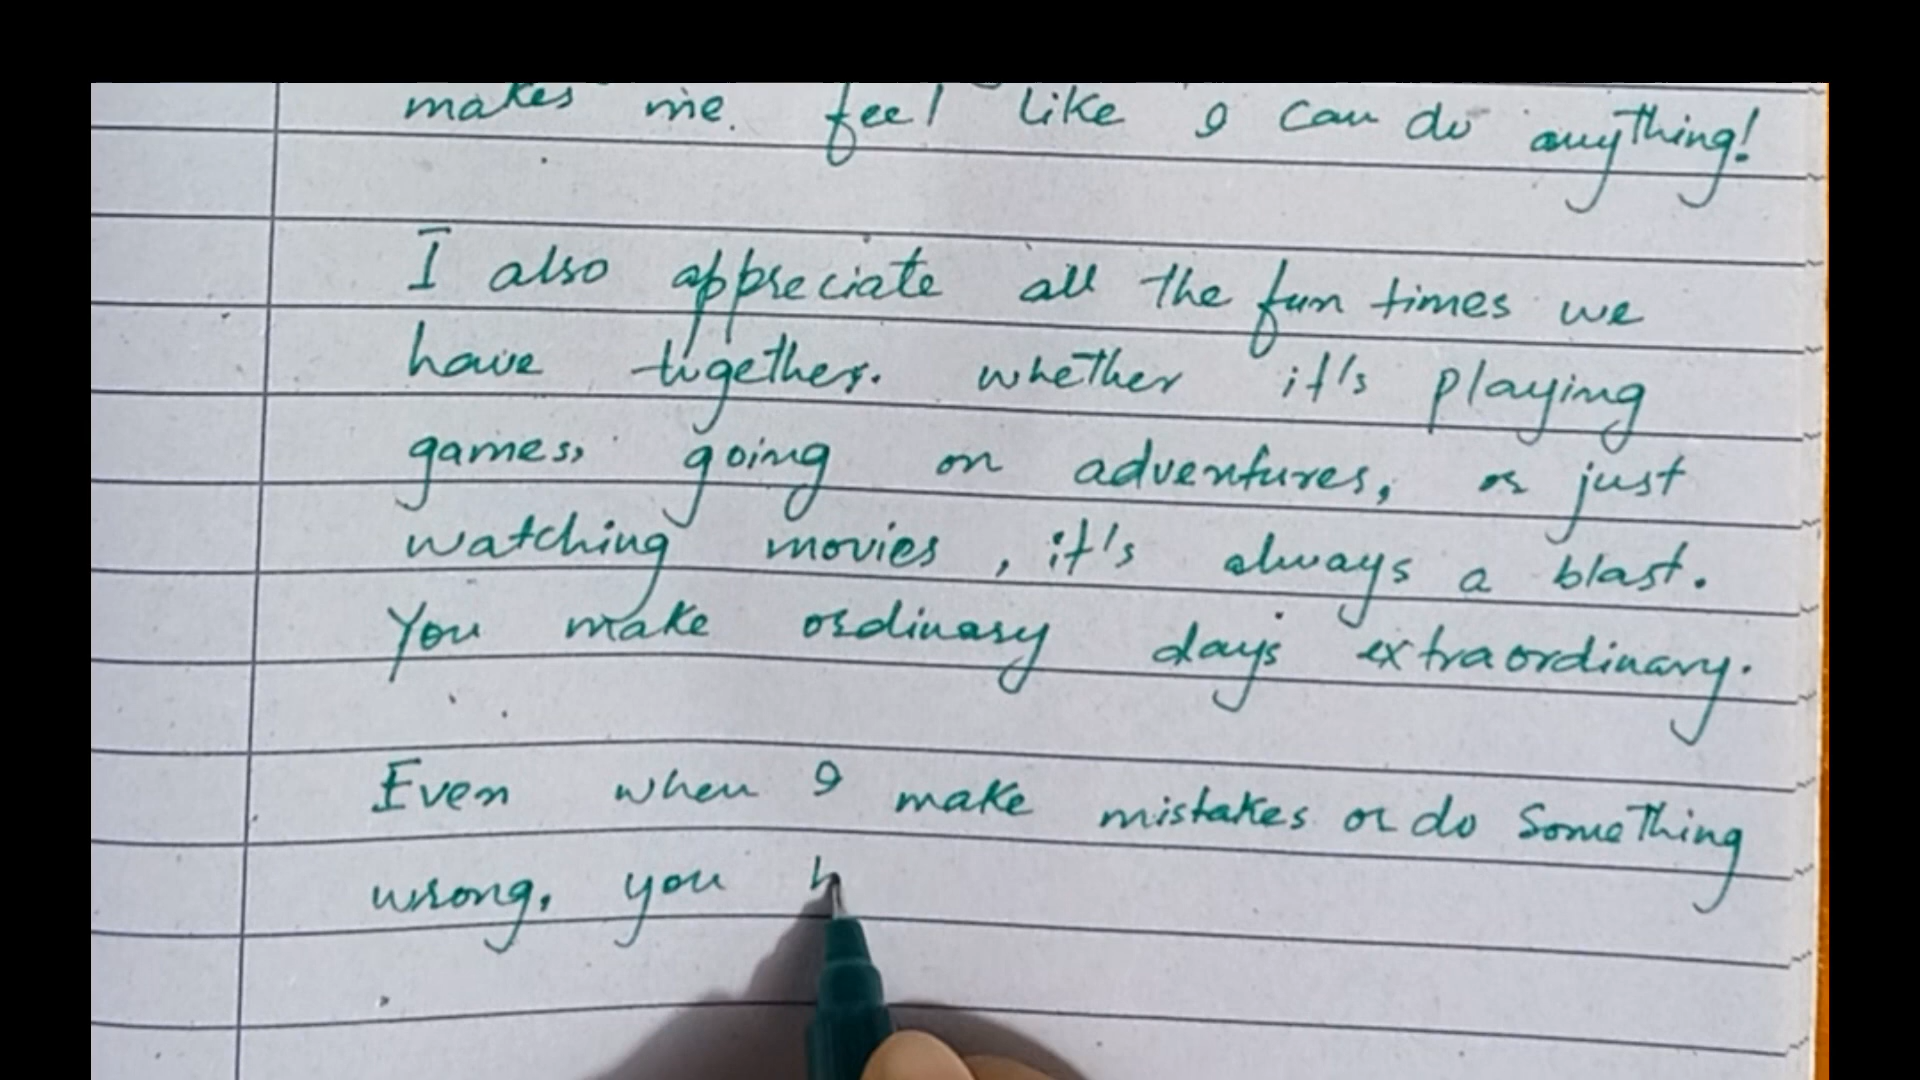 makes me feel like I can do anything!
I also appreciate all the fun times we
have together. whether it's playing
games, going on adventures, or just
watching movies, it's always a blast.
You make ordinary days extraordinary.
Even when I make mistakes or do Something
wrong, you h